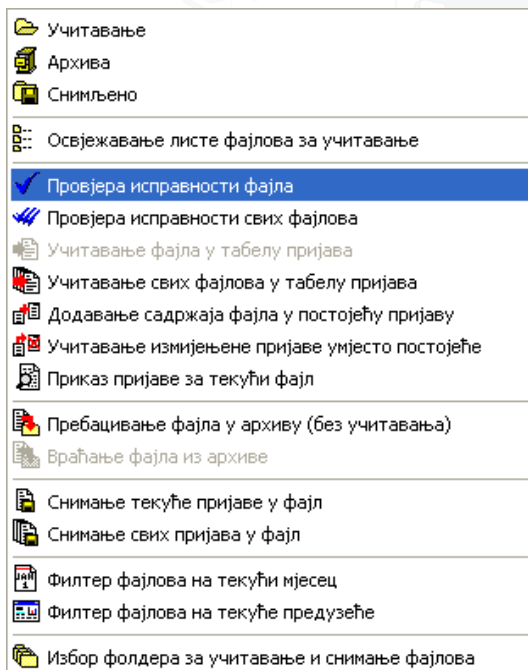 Учитавање
Архива
Снимљено
Освјежавање листе фајлова за учитавање
Провјера исправности фајла
Провјера исправности свих фајлова
Учитавање фајла у табелу пријава
Учитавање свих фајлова у табелу пријава
Додавање садржаја фајла у постојећу пријаву
Учитавање измијењене пријаве умјесто постојеће
Приказ пријаве за текући фајл
Пребацивање фајла у архиву (без учитавања)
Враћање фајла из архиве
Снимање текуће пријаве у фајл
Снимање свих пријава у фајл
Филтер фајлова на текући мјесец
Филтер фајлова на текуће предузеће
Избор фолдера за учитавање и снимање фајлова